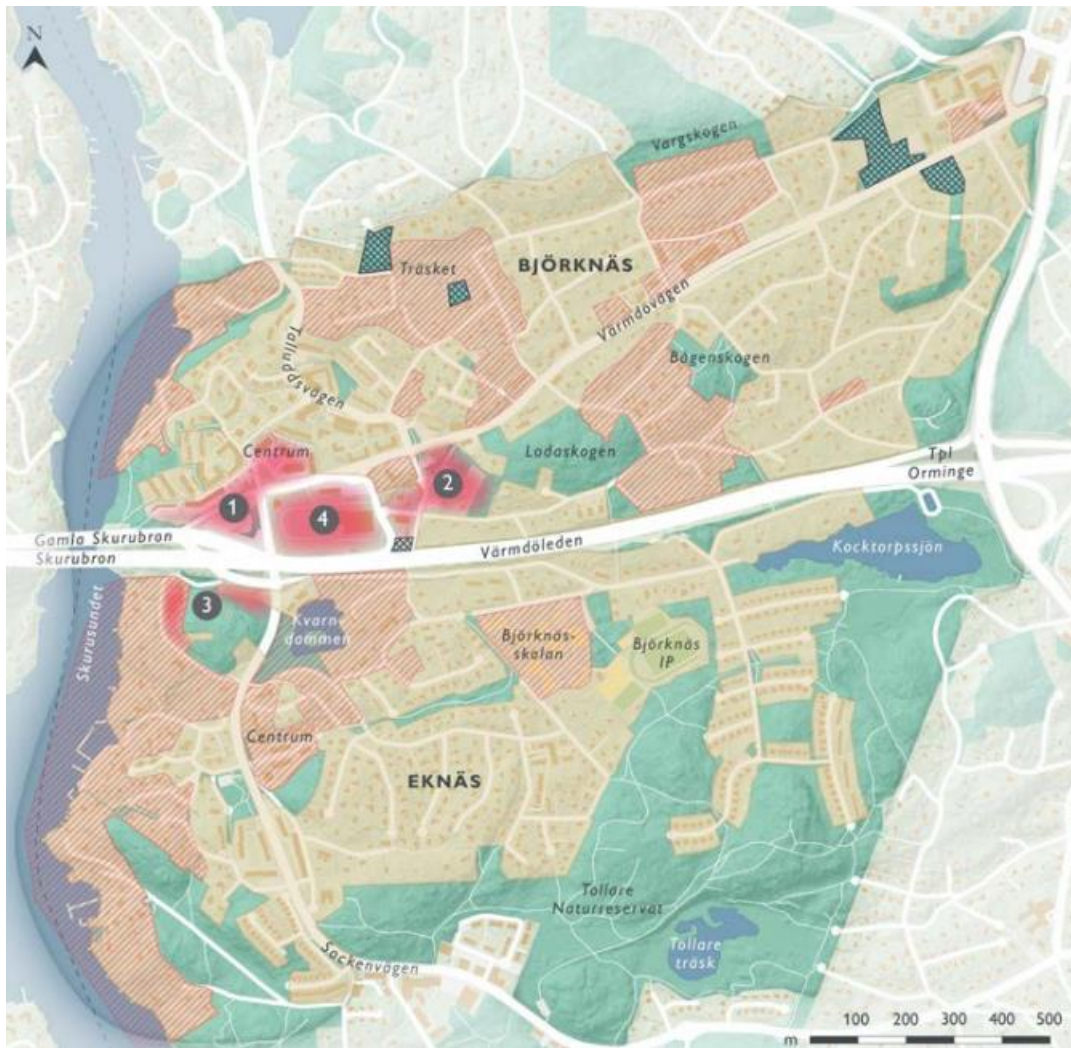 N
Vargskogen
Träsket
BJÖRKNÄS
Värmdövägen
Talluddsvägen
Bågenskogen
Centrum
Lodaskogen
Tpl
Orminge
1
2
4
Gamla Skurubron
Skurubron
Värmdöleden
Kocktorpssjön
Skurusundet
3
Kvarn-
dammen
Björknäs-
skolan
Björknäs
IP
Centrum
EKNÄS
Tollare
Naturreservat
Tollare
träsk
Sockenvägen
m 100 200 300 400 500